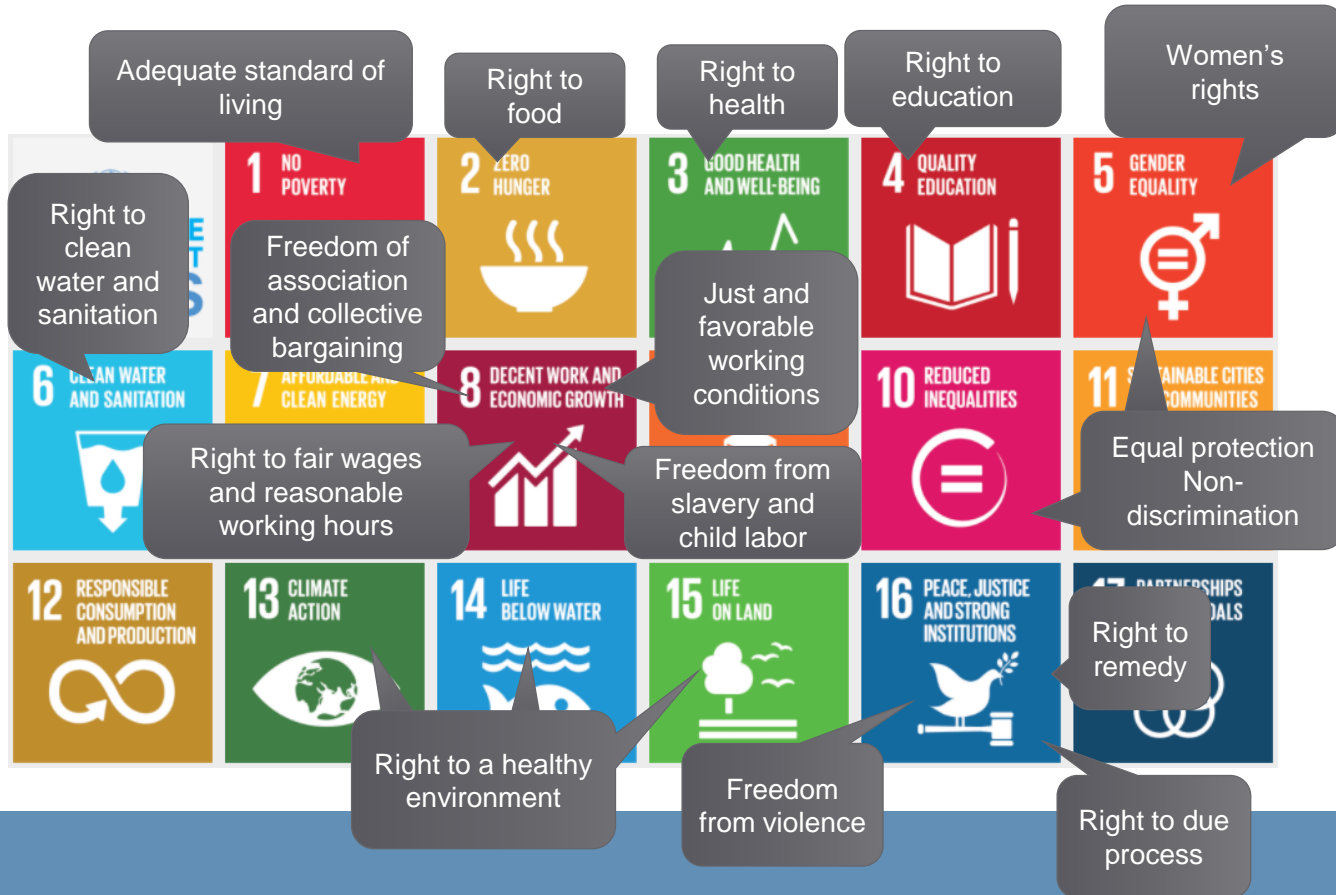 Adequate standard of
living
Right to
food
Right to
health
Right to
education
Women's
rights
1 NO
POVERTY
2 ZERO
HUNGER
3 GOOD HEALTH
AND WELL-BEING
4 QUALITY
EDUCATION
5 GENDER
EQUALITY
Right to
clean
water and
sanitation
Freedom of
association
and collective
bargaining
Just and
favorable
working
conditions
6 CLEAN WATER
AND SANITATION
7 AFFORDABLE AND
CLEAN ENERGY
8 DECENT WORK AND
ECONOMIC GROWTH
10 REDUCED
INEQUALITIES
11 SUSTAINABLE CITIES
COMMUNITIES
Right to fair wages
and reasonable
working hours
Freedom from
slavery and
child labor
Equal protection
Non-
discrimination
12 RESPONSIBLE
CONSUMPTION
AND PRODUCTION
13 CLIMATE
ACTION
14 LIFE
BELOW WATER
15 LIFE
ON LAND
16 PEACE, JUSTICE
AND STRONG
INSTITUTIONS
17 PARTNERSHIPS
Right to
remedy
Right to a healthy
environment
Freedom
from violence
Right to due
process